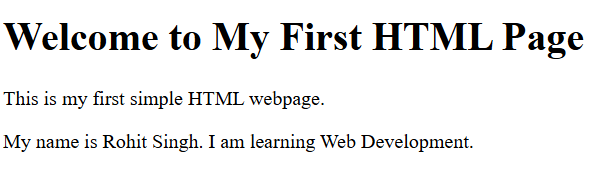 Welcome to My First HTML Page
This is my first simple HTML webpage.
My name is Rohit Singh. I am learning Web Development.